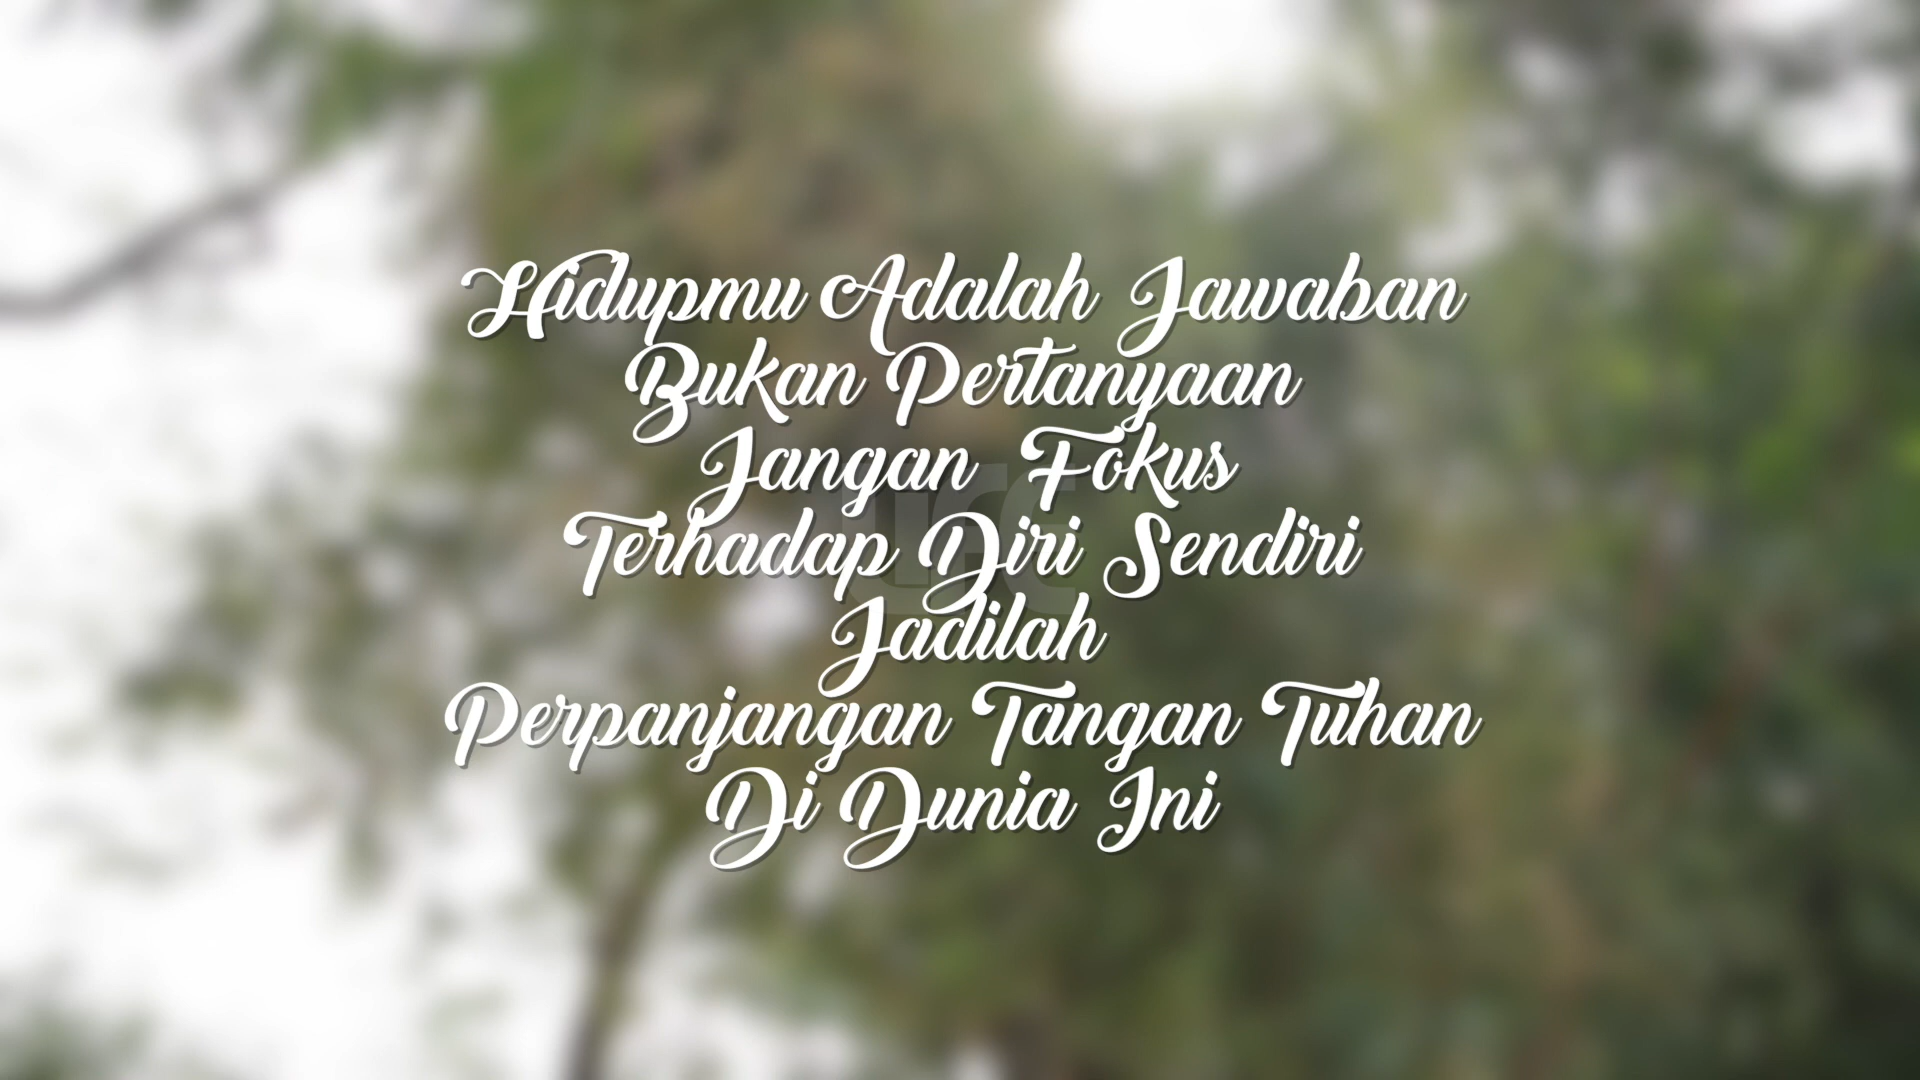 Hidupmu Adalah Jawaban
Bukan Pertanyaan
Jangan Fokus
Terhadap Diri Sendiri
Jadilah
Perpanjangan Tangan Tuhan
Di Dunia Ini